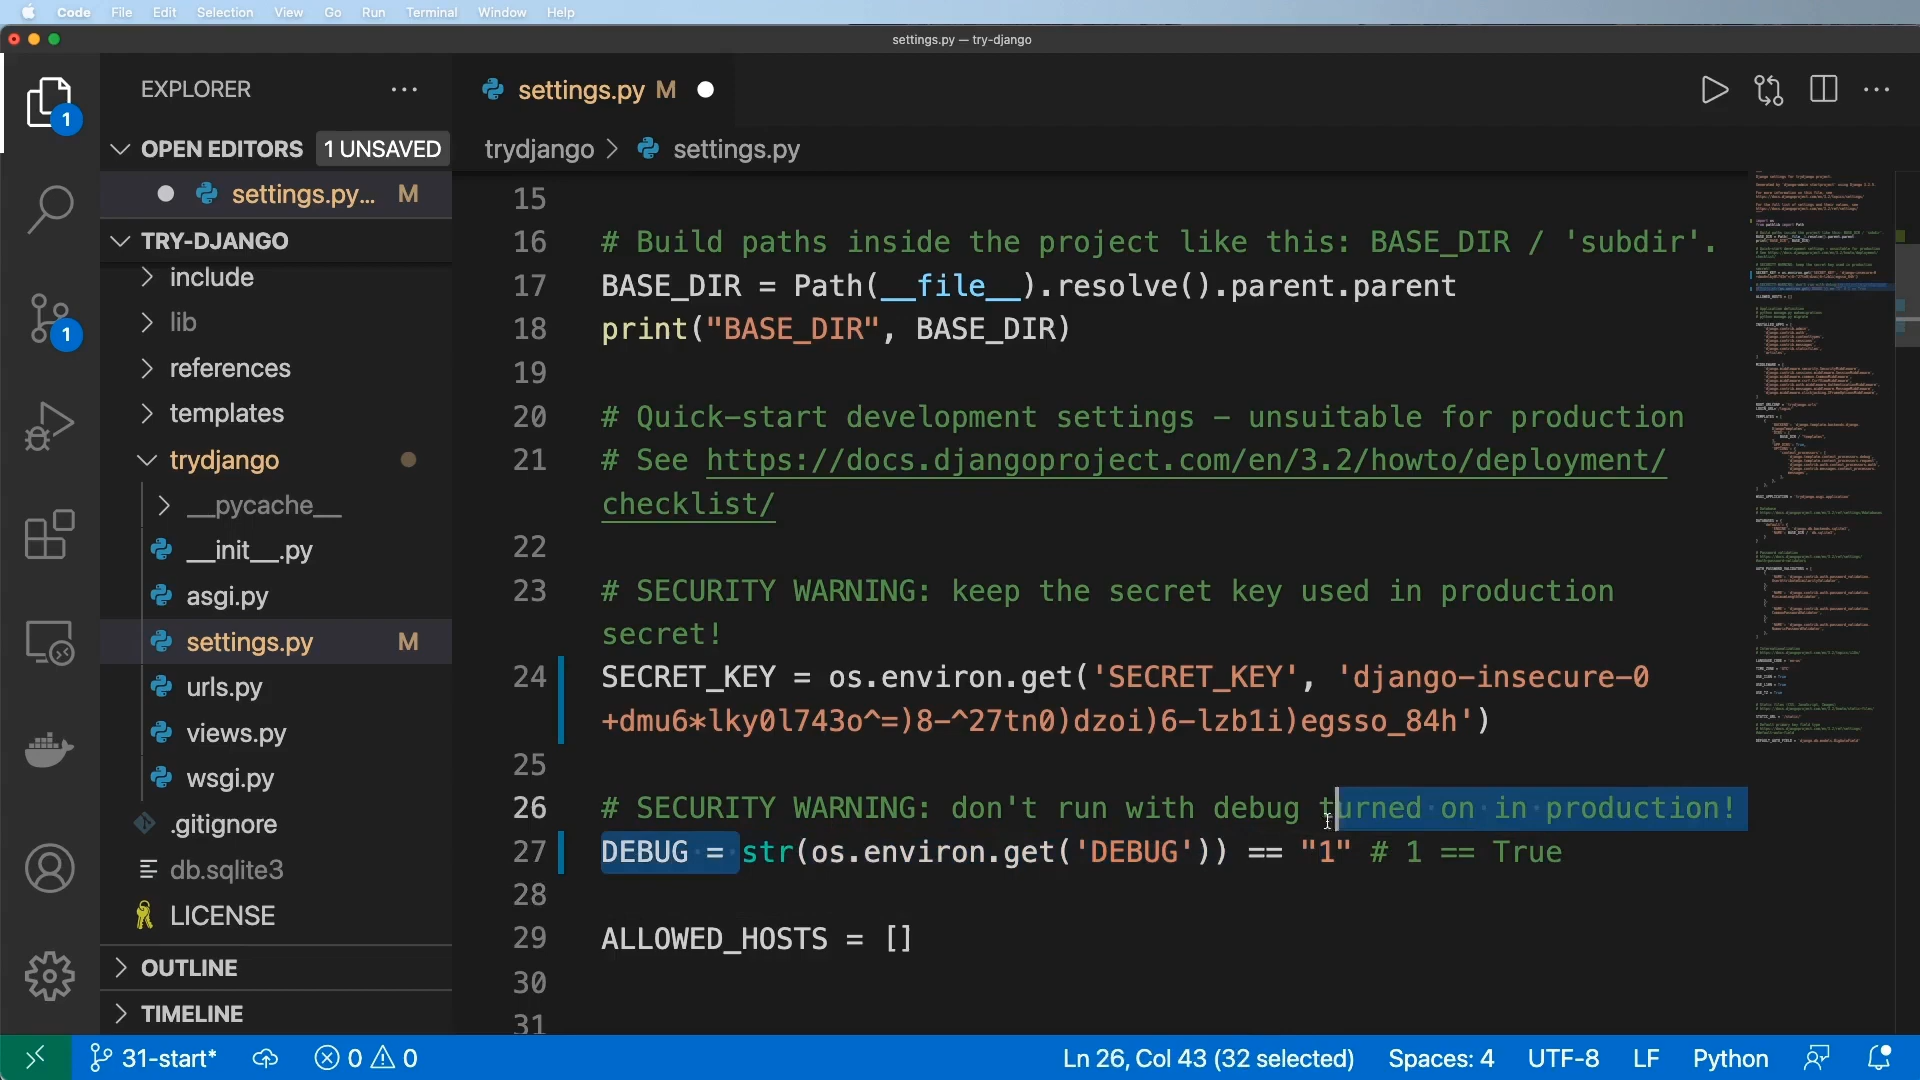 Code File Edit Selection View Go Run Terminal Window Help
settings.py — try-django
EXPLORER
settings.py M
1
OPEN EDITORS 1 UNSAVED
trydjango > settings.py
settings.py... M
TRY-DJANGO
include
lib
1
references
templates
trydjango
__pycache__
__init__.py
asgi.py
settings.py M
urls.py
views.py
wsgi.py
.gitignore
db.sqlite3
LICENSE
OUTLINE
TIMELINE
15
16 # Build paths inside the project like this: BASE_DIR / 'subdir'.
17 BASE_DIR = Path(__file__).resolve().parent.parent
18 print("BASE_DIR", BASE_DIR)
19
20 # Quick-start development settings - unsuitable for production
21 # See https://docs.djangoproject.com/en/3.2/howto/deployment/
checklist/
22
23 # SECURITY WARNING: keep the secret key used in production
secret!
24 SECRET_KEY = os.environ.get('SECRET_KEY', 'django-insecure-0
+dmu6*lky0l743o^=)8-^27tn0)dzoi)6-lzb1i)egsso_84h')
25
26 # SECURITY WARNING: don't run with debug turned on in production!
27 DEBUG = str(os.environ.get('DEBUG')) == "1" # 1 == True
28
29 ALLOWED_HOSTS = []
30
31
31-start* 0 0 Ln 26, Col 43 (32 selected) Spaces: 4 UTF-8 LF Python